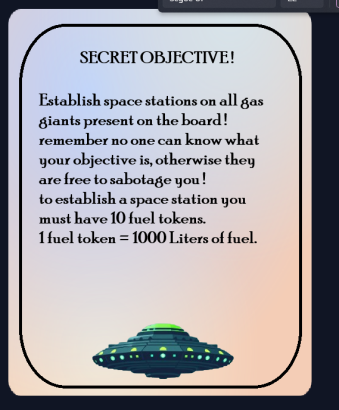 SECRET OBJECTIVE!
Establish space stations on all gas
giants present on the board!
remember no one can know what
your objective is, otherwise they
are free to sabotage you!
to establish a space station you
must have 10 fuel tokens.
1 fuel token = 1000 Liters of fuel.